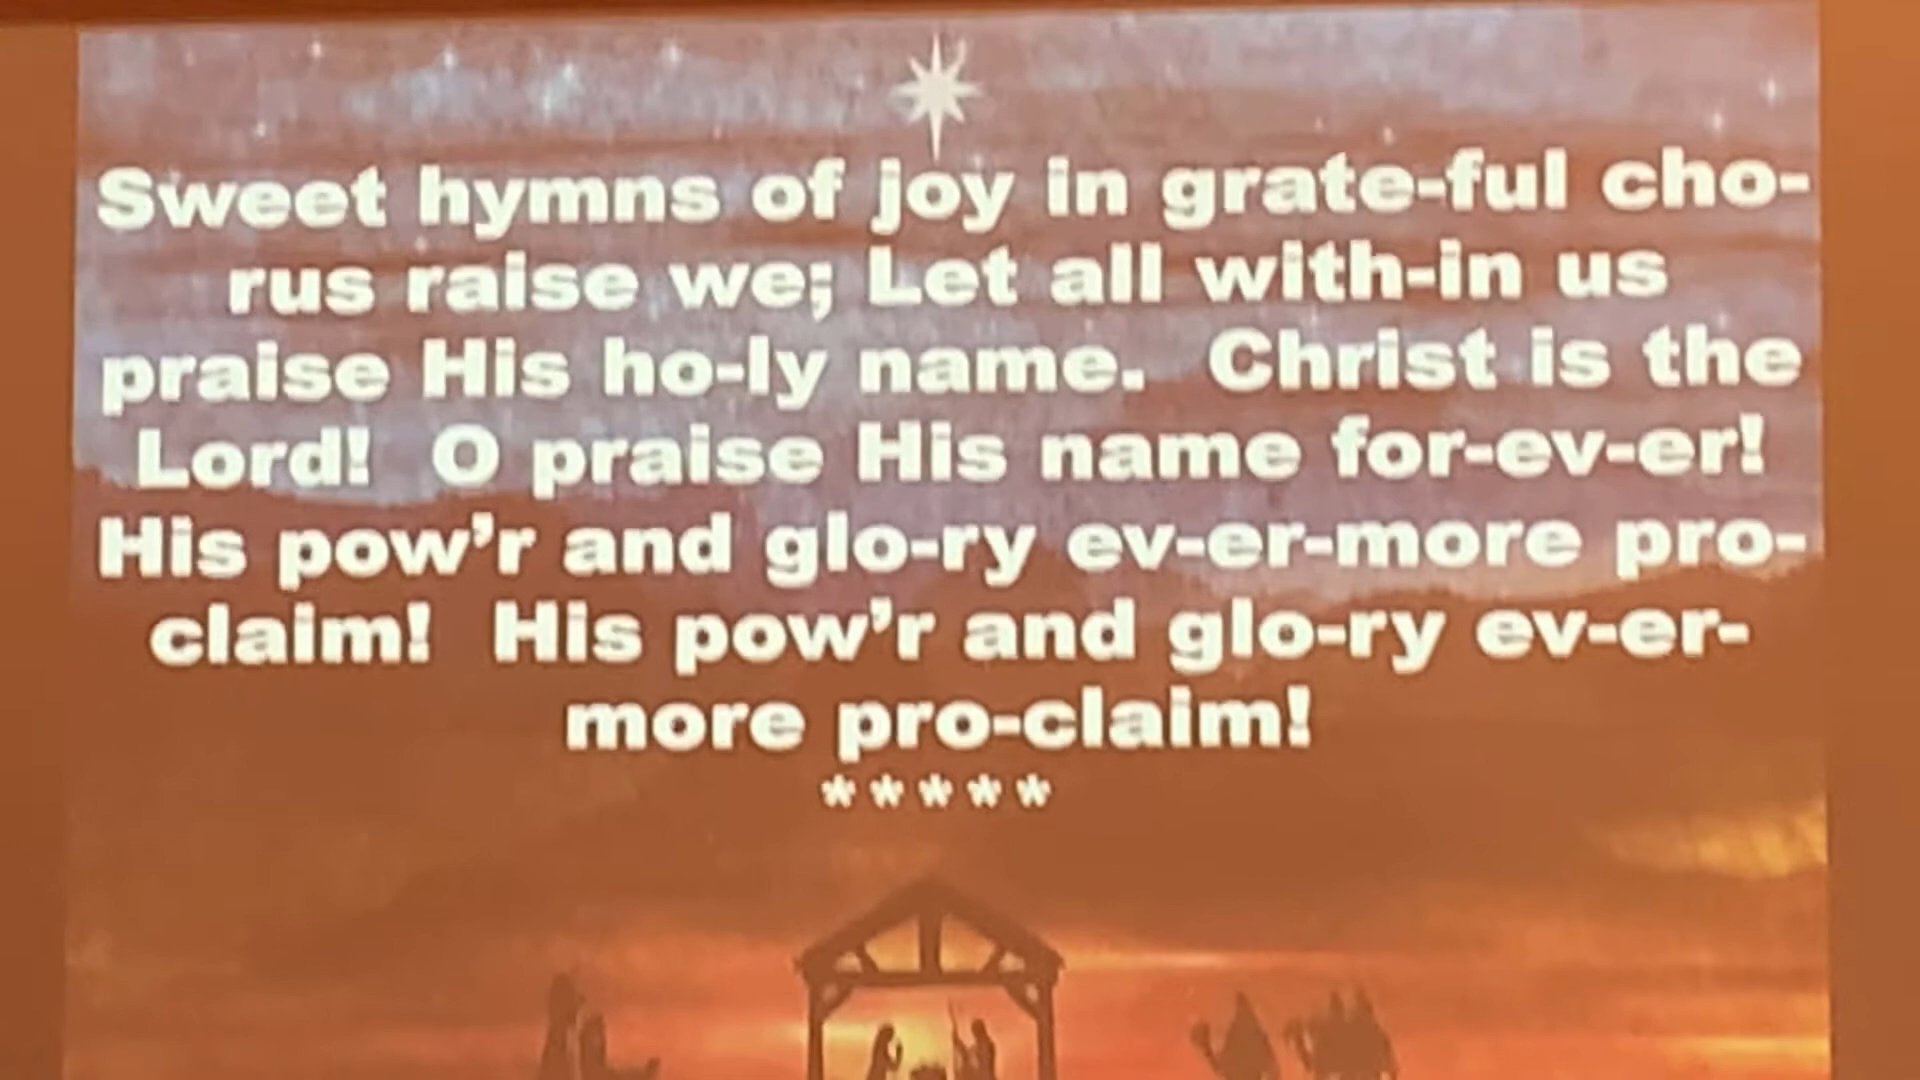 Sweet hymns of joy in grate-ful cho-
rus raise we; Let all with-in us
praise His ho-ly name.  Christ is the
Lord!  O praise His name for-ev-er!
His pow’r and glo-ry ev-er-more pro-
claim!  His pow’r and glo-ry ev-er-
more pro-claim!
*****